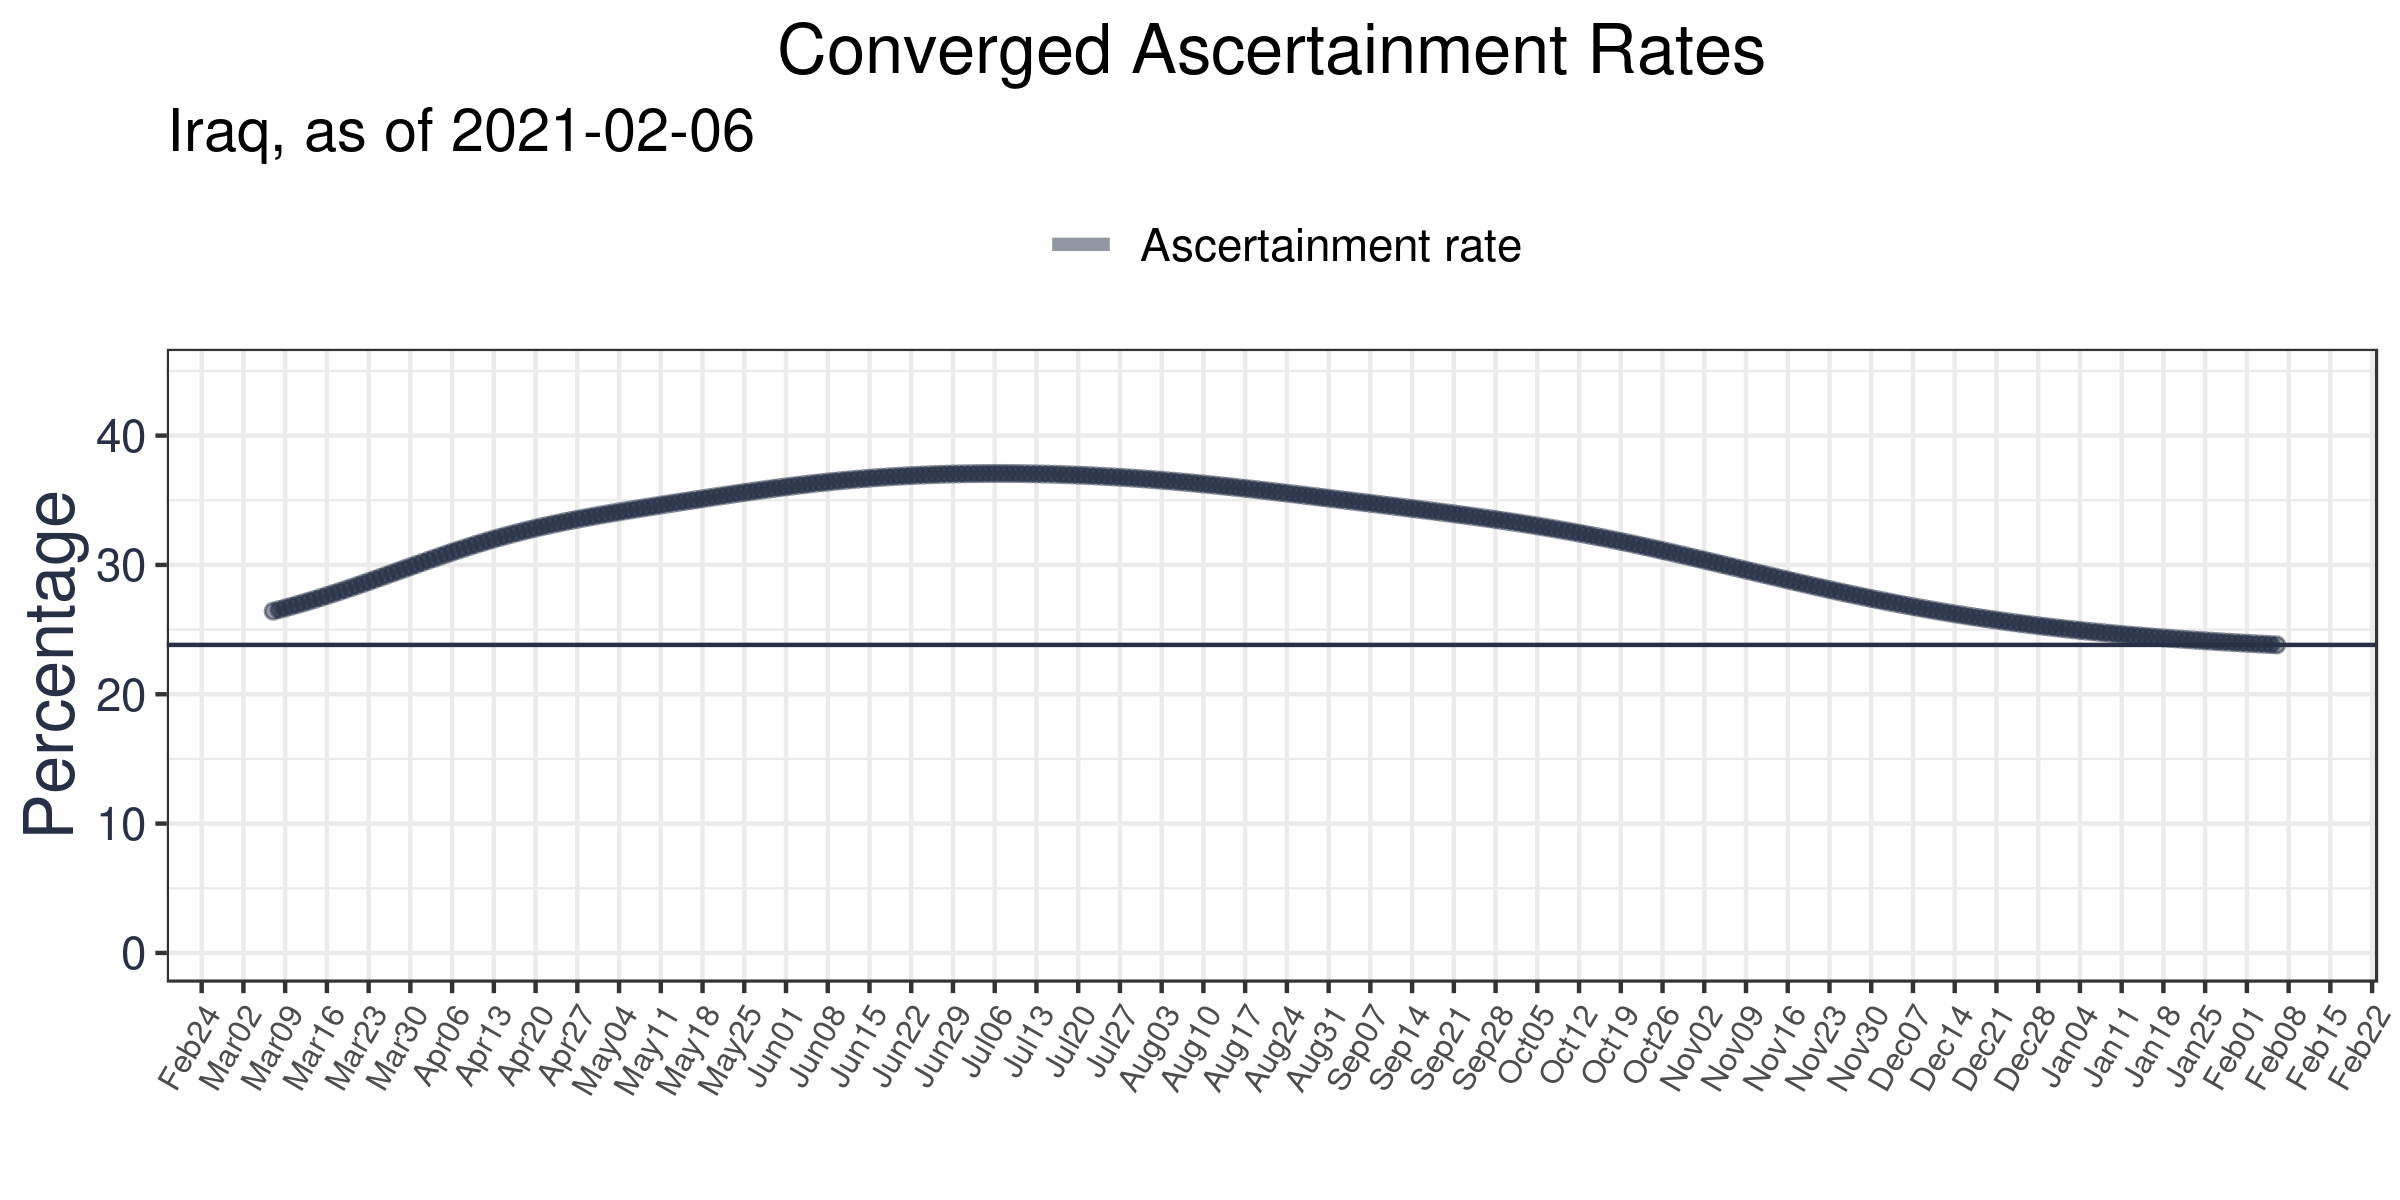 Converged Ascertainment Rates
Iraq, as of 2021-02-06
Ascertainment rate
Percentage
40
30
20
10
0
Feb24 Mar02 Mar09 Mar16 Mar23 Mar30 Apr06 Apr13 Apr20 Apr27 May04 May11 May18 May25 Jun01 Jun08 Jun15 Jun22 Jun29 Jul06 Jul13 Jul20 Jul27 Aug03 Aug10 Aug17 Aug24 Aug31 Sep07 Sep14 Sep21 Sep28 Oct05 Oct12 Oct19 Oct26 Nov02 Nov09 Nov16 Nov23 Nov30 Dec07 Dec14 Dec21 Dec28 Jan04 Jan11 Jan18 Jan25 Feb01 Feb08 Feb15 Feb22